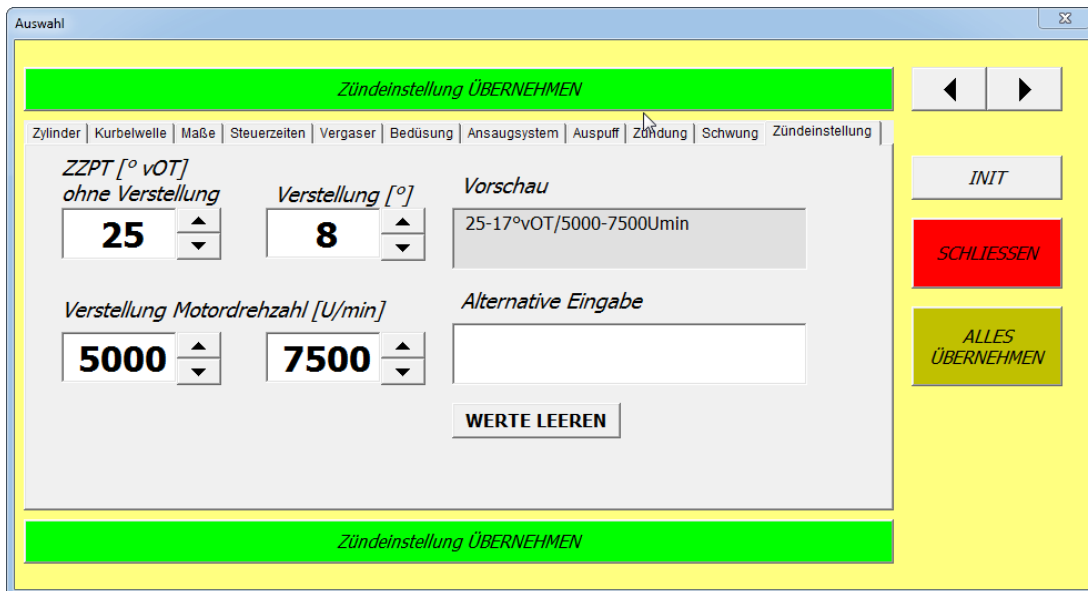 Auswahl
Zündeinstellung ÜBERNEHMEN
Zylinder Kurbelwelle Maße Steuerzeiten Vergaser Bedüsung Ansaugsystem Auspuff Zündung Schwung Zündeinstellung
ZZPT [° vOT]
ohne Verstellung
25
Verstellung [°]
8
Vorschau
25-17°vOT/5000-7500Umin
Verstellung Motordrehzahl [U/min]
5000
7500
Alternative Eingabe
WERTE LEEREN
Zündeinstellung ÜBERNEHMEN
INIT
SCHLIESSEN
ALLES
ÜBERNEHMEN